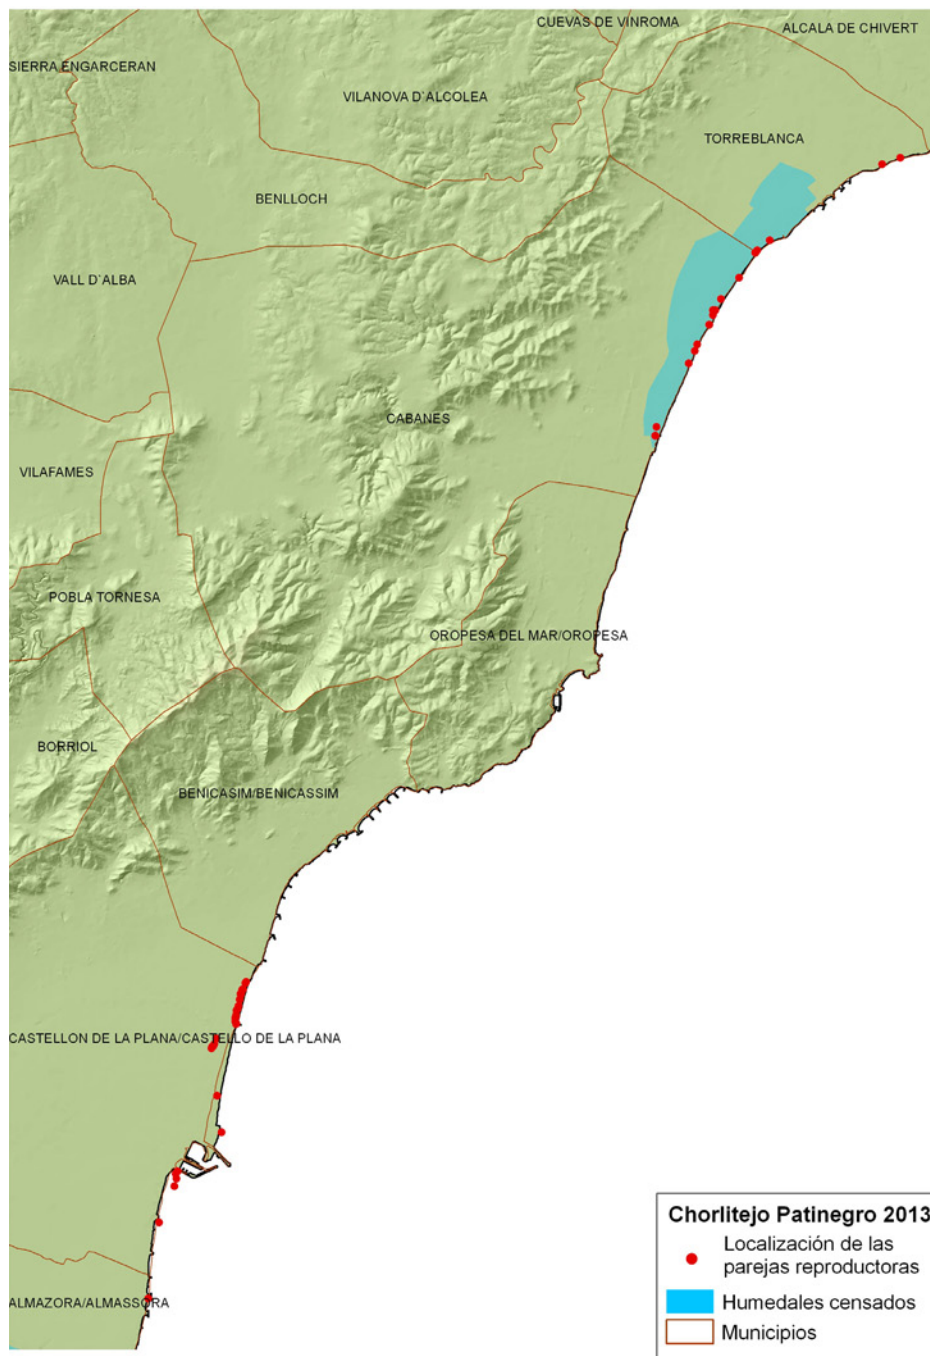 CUEVAS DE VINROMA
ALCALA DE CHIVERT
SIERRA ENGARCERAN
VILANOVA D`ALCOLEA
TORREBLANCA
BENLLOCH
VALL D`ALBA
CABANES
VILAFAMES
POBLA TORNESA
OROPESA DEL MAR/OROPESA
BORRIOL
BENICASIM/BENICASSIM
CASTELLON DE LA PLANA/CASTELLO DE LA PLANA
ALMAZORA/ALMASSORA
Chorlitejo Patinegro 2013
Localización de las
parejas reproductoras
Humedales censados
Municipios